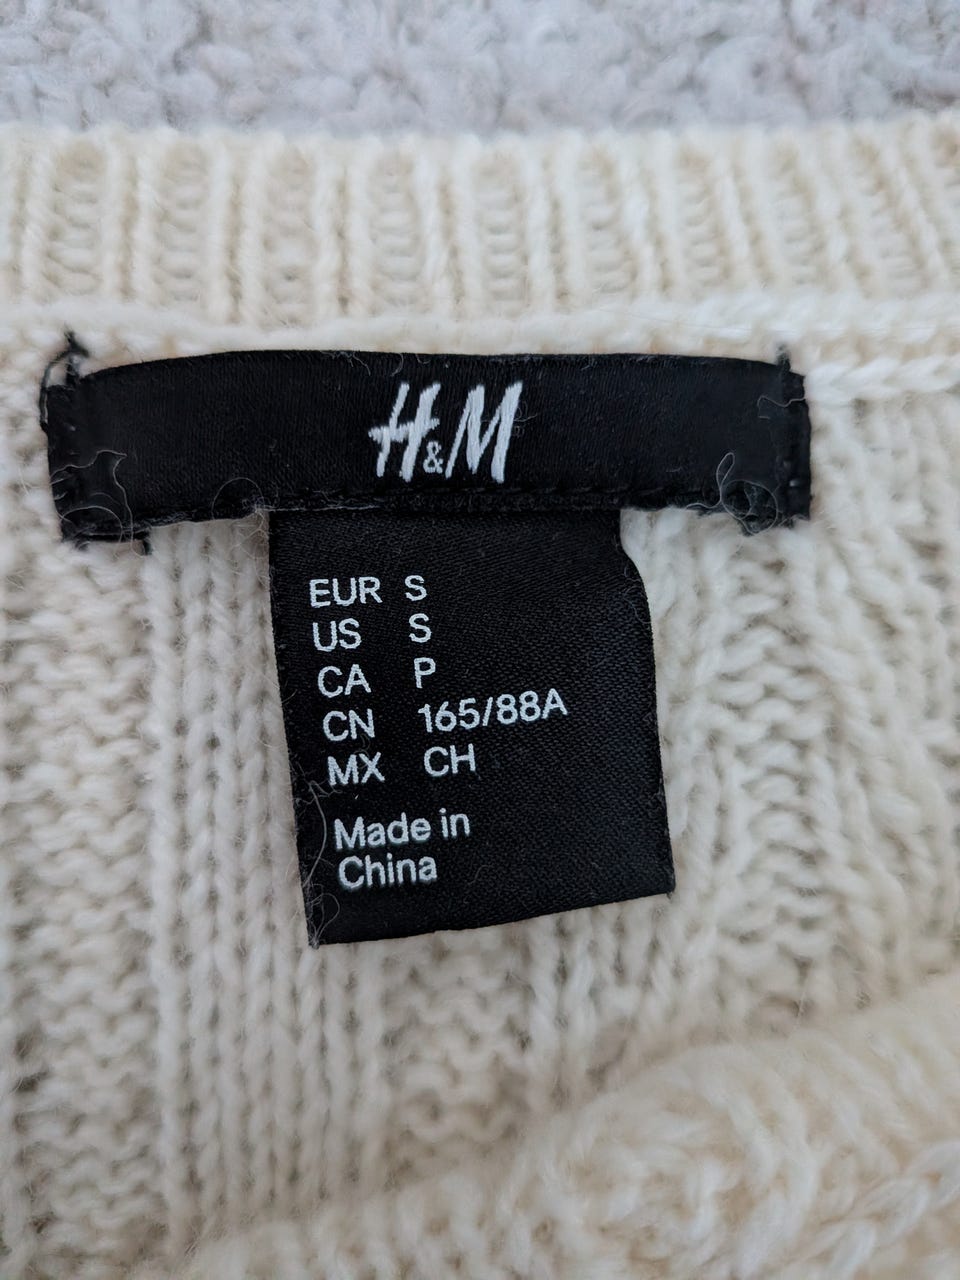 H&M
EUR S
US S
CA P
CN 165/88A
MX CH
Made in
China